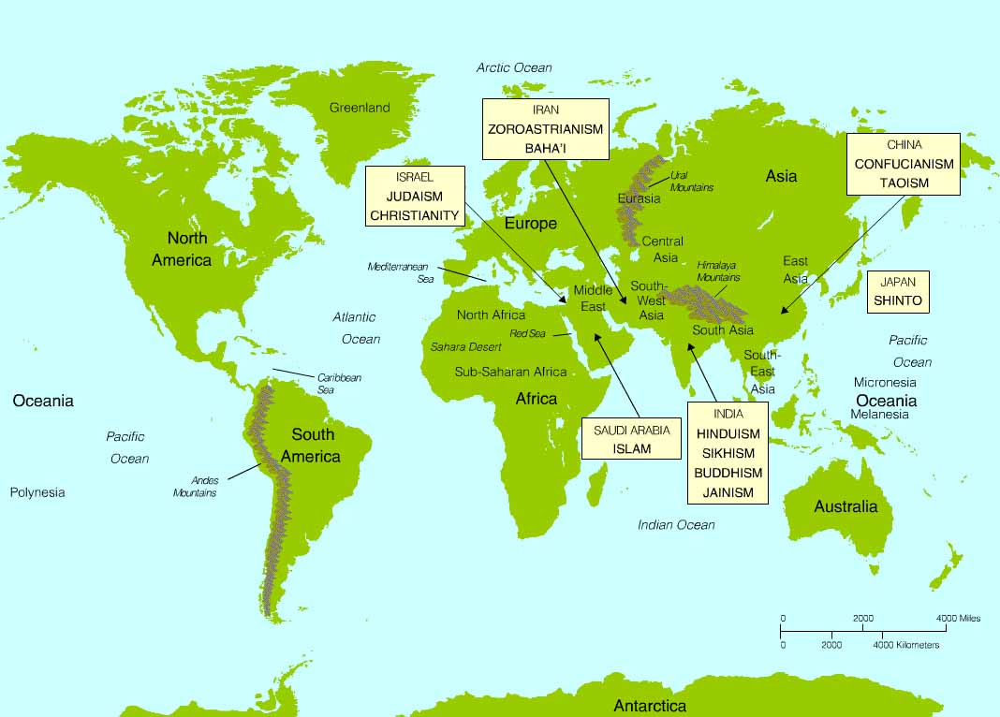 Arctic Ocean
Greenland
IRAN
ZOROASTRIANISM
BAHA'I
CHINA
CONFUCIANISM
TAOISM
ISRAEL
JUDAISM
CHRISTIANITY
Ural
Mountains
Asia
Eurasia
Europe
North
America
Central
Asia
Mediterranean
Sea
Himalaya
Mountains
East
Asia
JAPAN
SHINTO
Middle
East
South-
West
Asia
North Africa
Atlantic
Ocean
Red Sea
South Asia
Sahara Desert
Pacific
Ocean
South-
East
Asia
Sub-Saharan Africa
Caribbean
Sea
Micronesia
Oceania
Melanesia
Oceania
Africa
SAUDI ARABIA
ISLAM
INDIA
HINDUISM
SIKHISM
BUDDHISM
JAINISM
South
America
Pacific
Ocean
Andes
Mountains
Polynesia
Australia
Indian Ocean
0 2000 4000 Miles
0 2000 4000 Kilometers
Antarctica